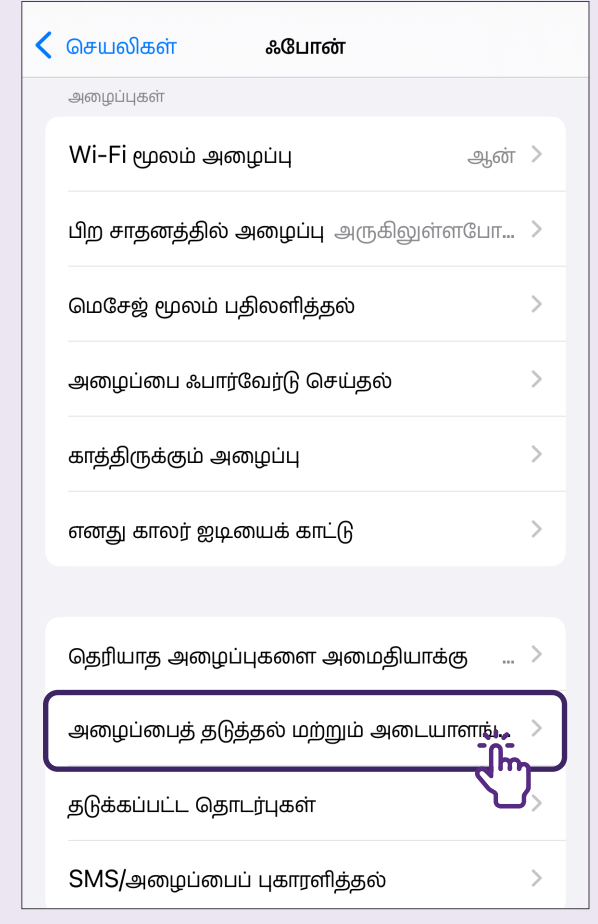 செயலிகள் ஃபோன்
அழைப்புகள்
Wi-Fi மூலம் அழைப்பு ஆன்
பிற சாதனத்தில் அழைப்பு அருகிலுள்ளபோ...
மெசேஜ் மூலம் பதிலளித்தல்
அழைப்பை ஃபார்வேர்டு செய்தல்
காத்திருக்கும் அழைப்பு
எனது காலர் ஐடியைக் காட்டு
தெரியாத அழைப்புகளை அமைதியாக்கு ...
அழைப்பைத் தடுத்தல் மற்றும் அடையாளங்...
தடுக்கப்பட்ட தொடர்புகள்
SMS/அழைப்பைப் புகாரளித்தல்